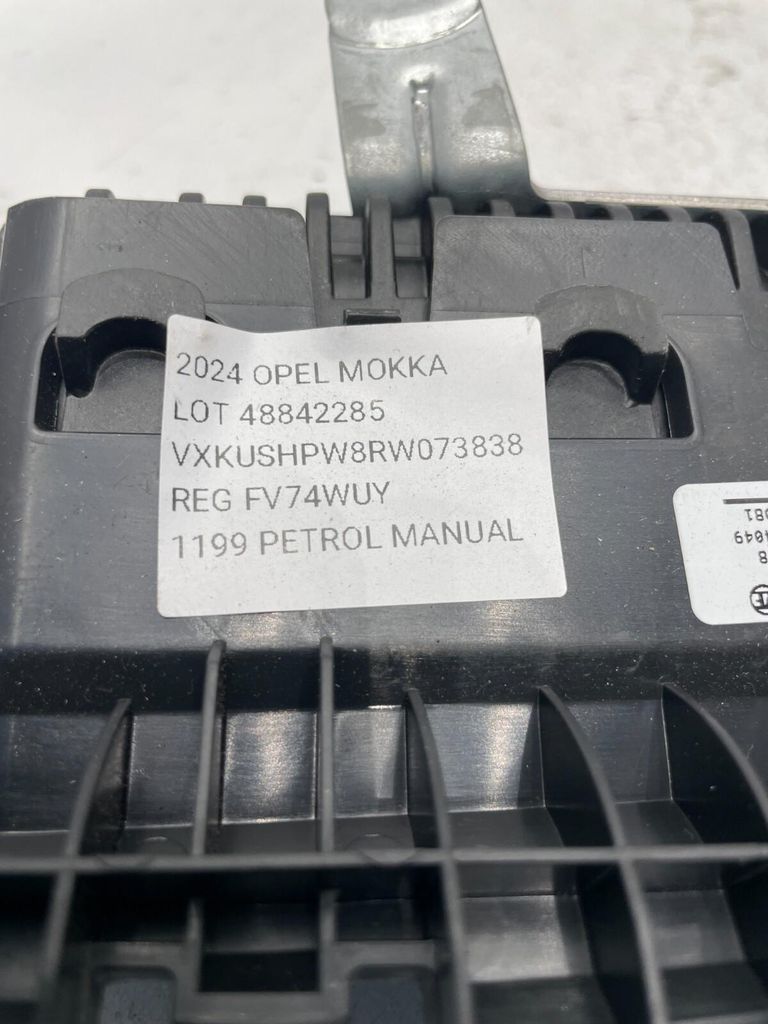 2024 OPEL MOKKA
LOT 48842285
VXKUSHPW8RW073838
REG FV74WUY
1199 PETROL MANUAL